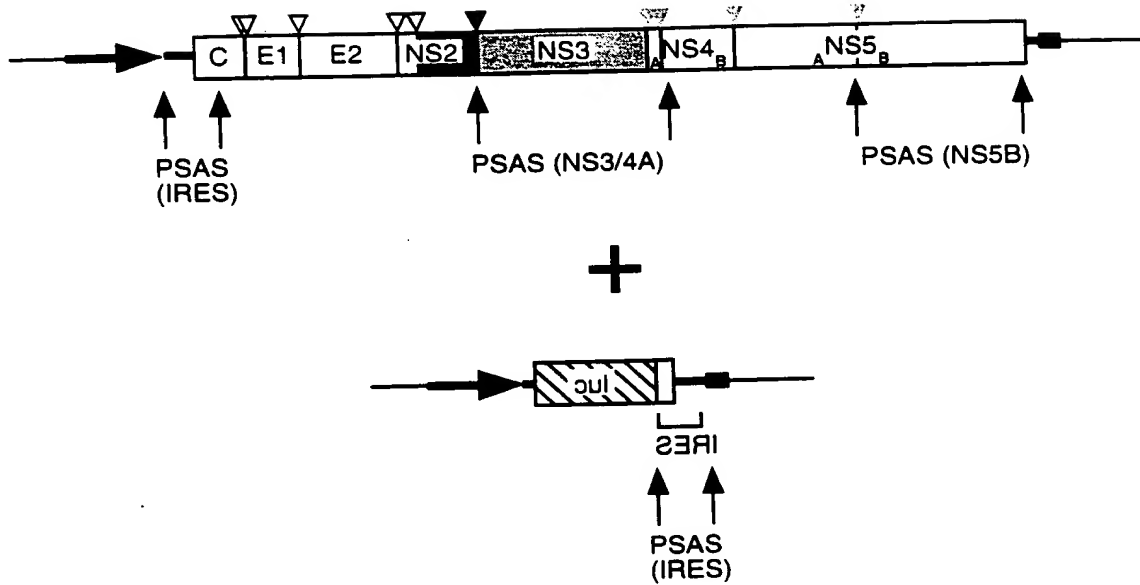 C E1 E2 NS2 NS3 A NS4 B A NS5 B
PSAS
(IRES)
PSAS (NS3/4A)
PSAS (NS5B)
+
luc
IRES
PSAS
(IRES)